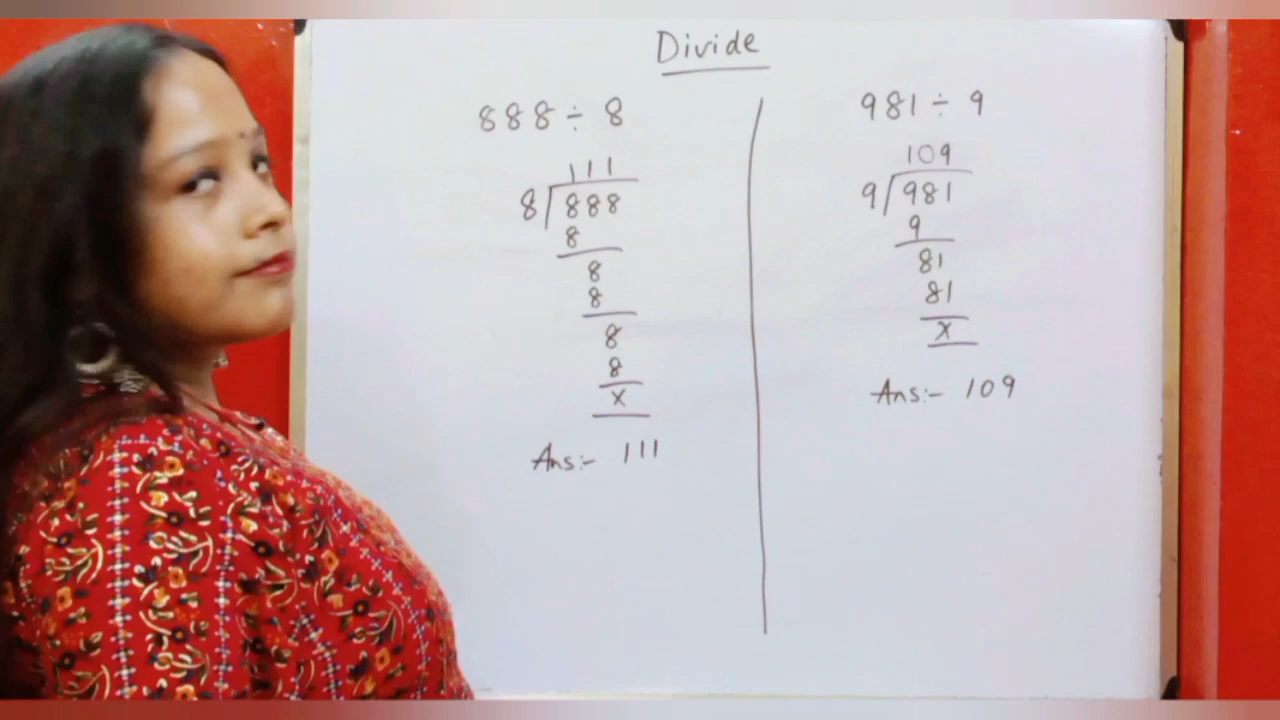 Divide
888 ÷ 8
111
8 888
8
8
8
8
8
x
Ans:- 111
981 ÷ 9
109
9 981
9
81
81
x
Ans:- 109